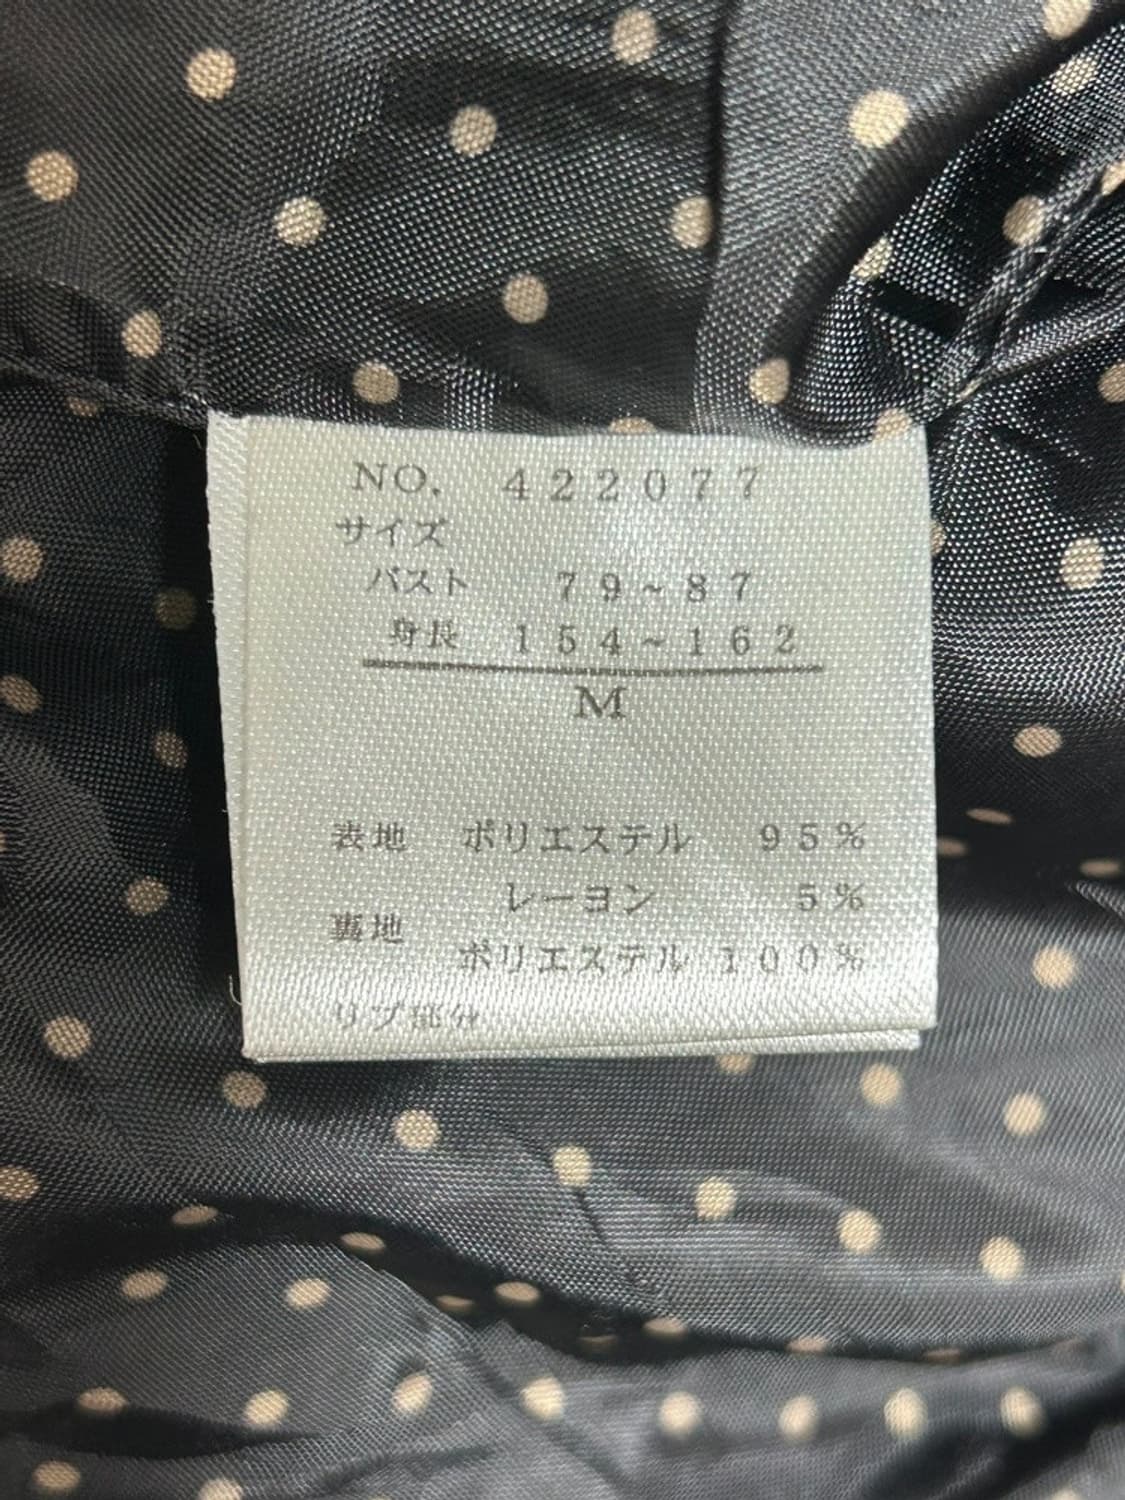 NO. 422077
サイズ
バスト 79~87
身長 154~162
M
表地 ポリエステル 95%
レーヨン 5%
裏地
ポリエステル 100%
リブ部分